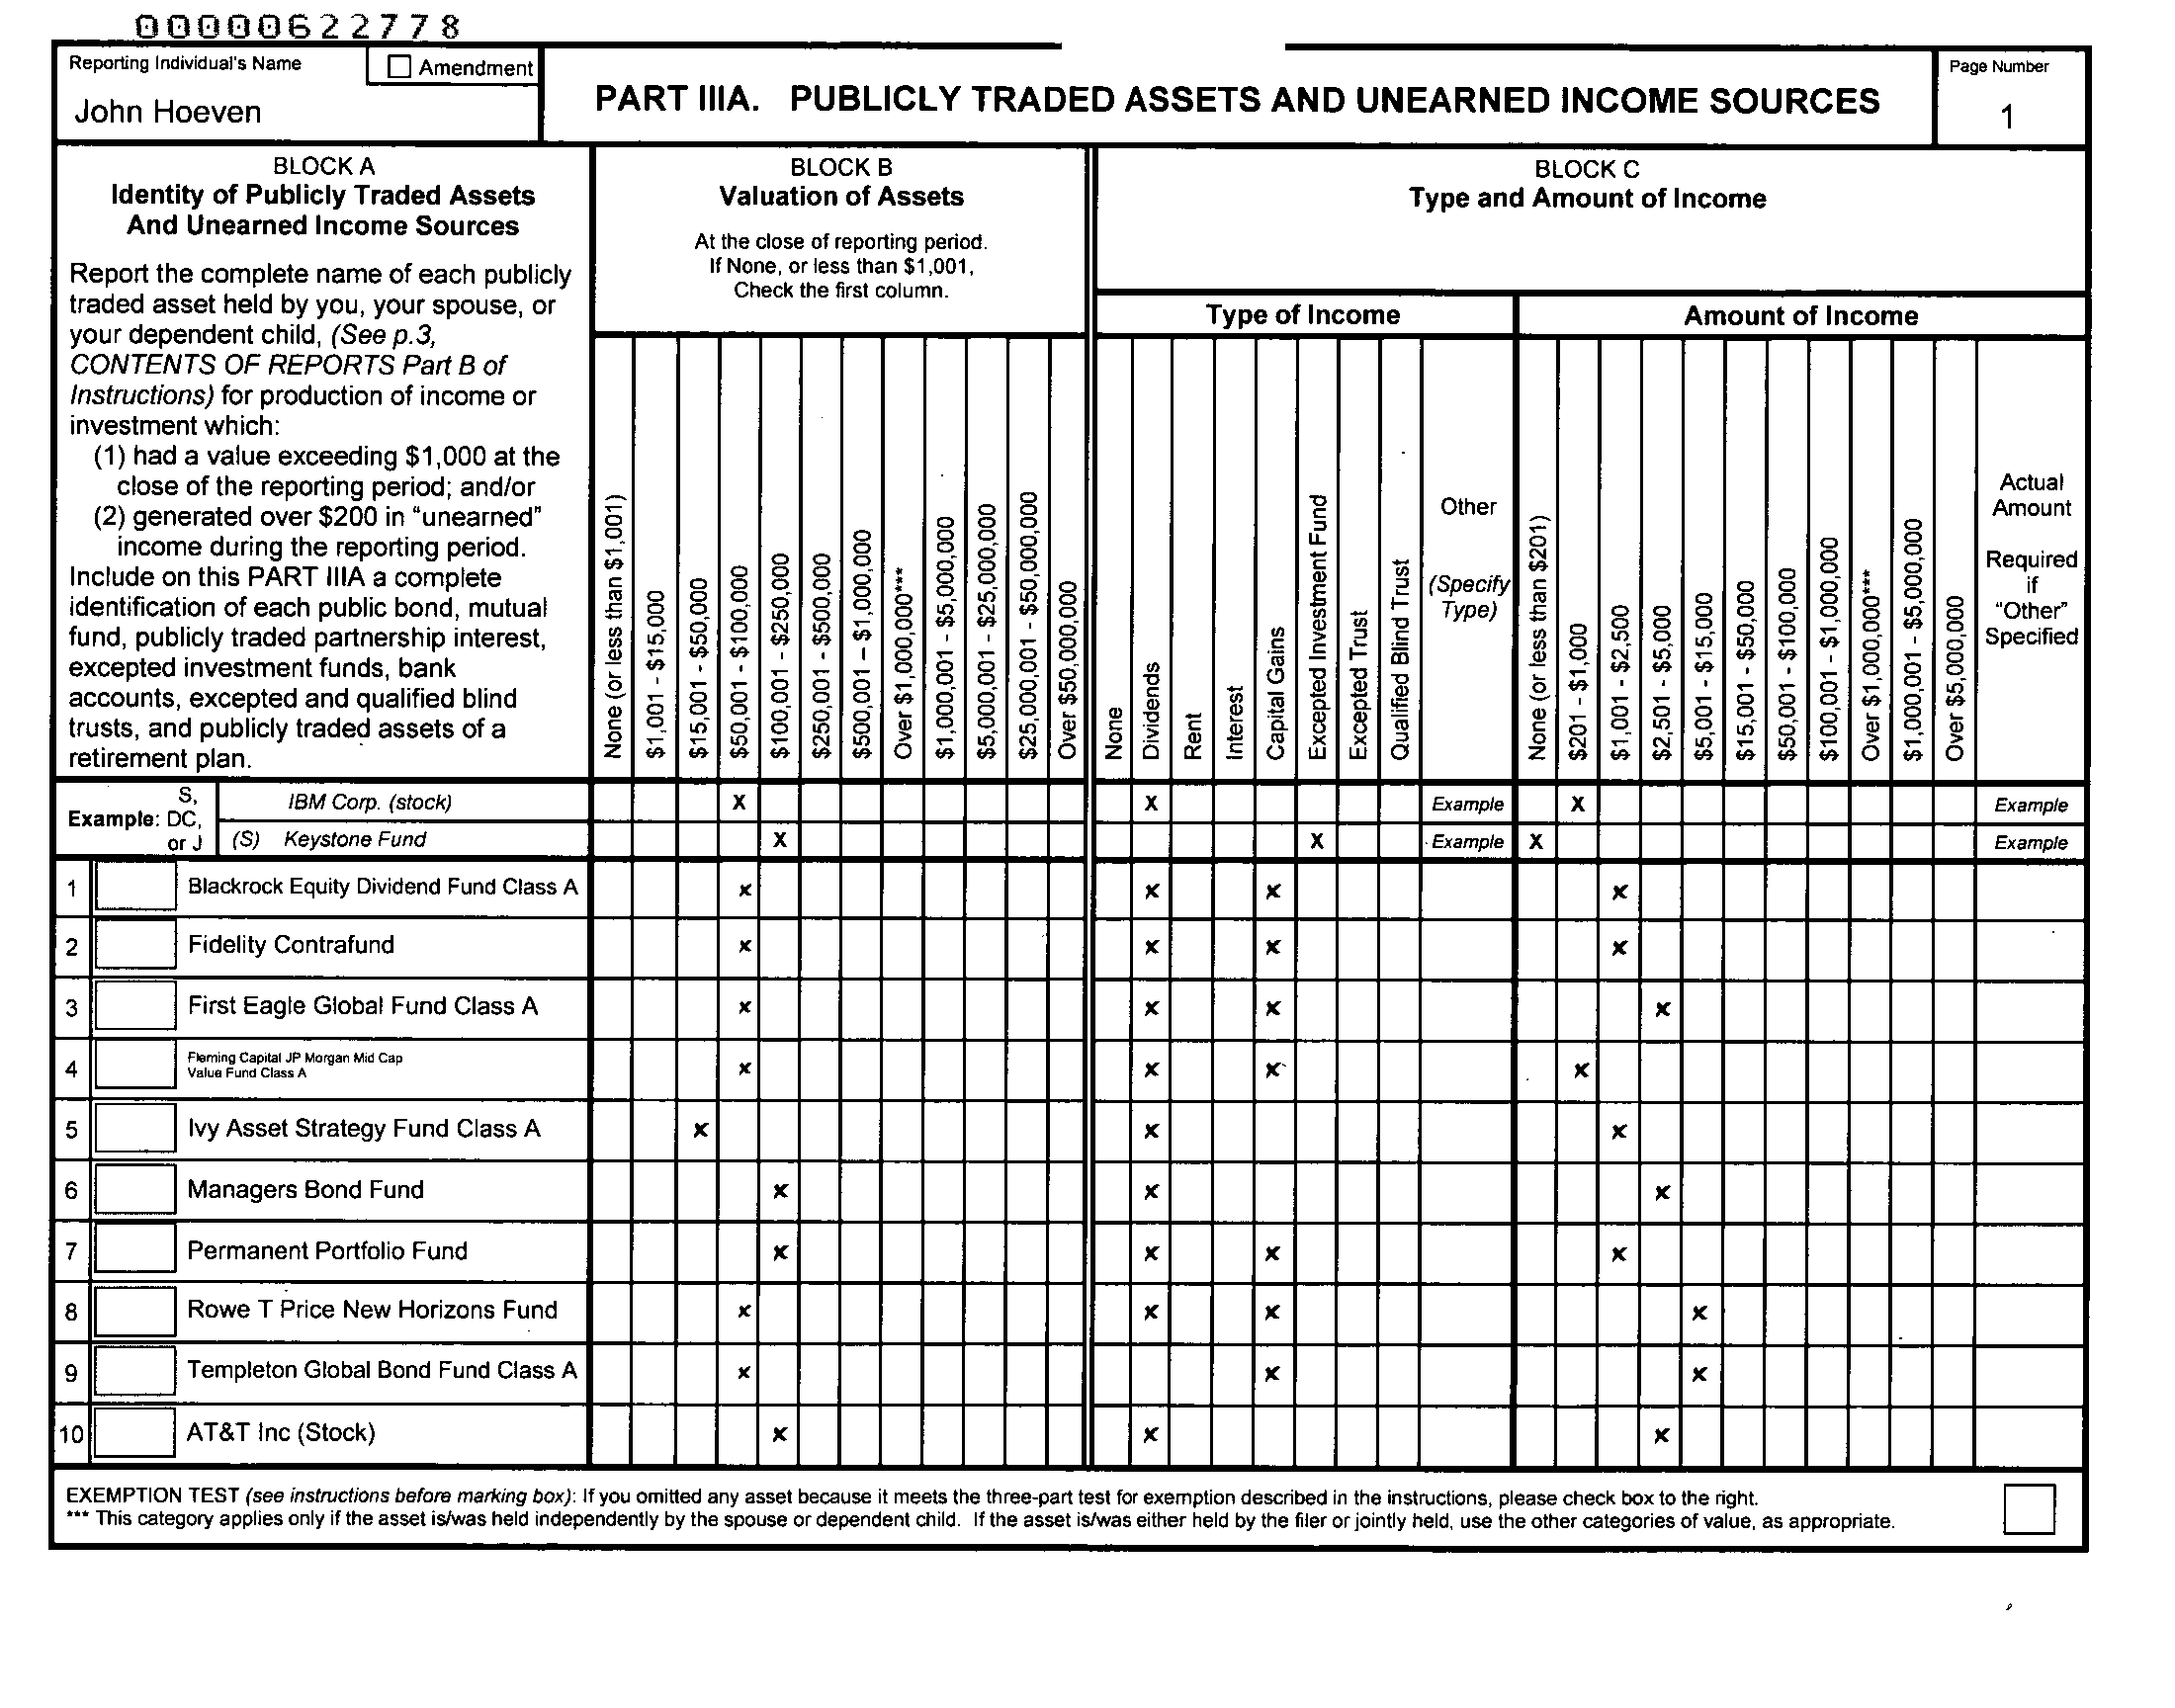 00000622778
Reporting Individual's Name
☐ Amendment
John Hoeven
PART IIIA. PUBLICLY TRADED ASSETS AND UNEARNED INCOME SOURCES
Page Number
1
BLOCK A
Identity of Publicly Traded Assets
And Unearned Income Sources
Report the complete name of each publicly
traded asset held by you, your spouse, or
your dependent child, (See p.3,
CONTENTS OF REPORTS Part B of
Instructions) for production of income or
investment which:
(1) had a value exceeding $1,000 at the
close of the reporting period; and/or
(2) generated over $200 in "unearned"
income during the reporting period.
Include on this PART IIIA a complete
identification of each public bond, mutual
fund, publicly traded partnership interest,
excepted investment funds, bank
accounts, excepted and qualified blind
trusts, and publicly traded assets of a
retirement plan.
BLOCK B
Valuation of Assets
At the close of reporting period.
If None, or less than $1,001,
Check the first column.
None (or less than $1,001)
$1,001 - $15,000
$15,001 - $50,000
$50,001 - $100,000
$100,001 - $250,000
$250,001 - $500,000
$500,001 – $1,000,000
Over $1,000,000***
$1,000,001 - $5,000,000
$5,000,001 - $25,000,000
$25,000,001 - $50,000,000
Over $50,000,000
BLOCK C
Type and Amount of Income
Type of Income
None
Dividends
Rent
Interest
Capital Gains
Excepted Investment Fund
Excepted Trust
Qualified Blind Trust
Other
(Specify
Type)
Amount of Income
None (or less than $201)
$201 - $1,000
$1,001 - $2,500
$2,501 - $5,000
$5,001 - $15,000
$15,001 - $50,000
$50,001 - $100,000
$100,001 - $1,000,000
Over $1,000,000***
$1,000,001 - $5,000,000
Over $5,000,000
Actual
Amount
Required
if
"Other"
Specified
Example: S, DC, or J
IBM Corp. (stock) X X Example X Example
(S) Keystone Fund X X Example X Example
1 Blackrock Equity Dividend Fund Class A x x x x
2 Fidelity Contrafund x x x x
3 First Eagle Global Fund Class A x x x x
4 Fleming Capital JP Morgan Mid Cap
Value Fund Class A x x x x
5 Ivy Asset Strategy Fund Class A x x x
6 Managers Bond Fund x x x
7 Permanent Portfolio Fund x x x x
8 Rowe T Price New Horizons Fund x x x x
9 Templeton Global Bond Fund Class A x x x
10 AT&T Inc (Stock) x x x
EXEMPTION TEST (see instructions before marking box): If you omitted any asset because it meets the three-part test for exemption described in the instructions, please check box to the right.
*** This category applies only if the asset is/was held independently by the spouse or dependent child. If the asset is/was either held by the filer or jointly held, use the other categories of value, as appropriate.